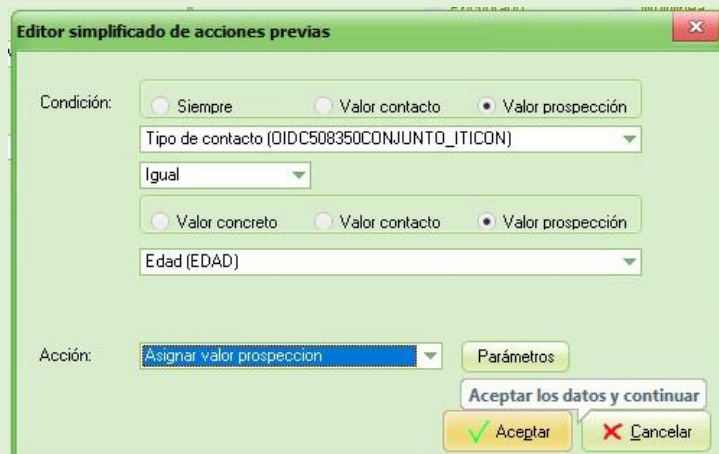 Editor simplificado de acciones previas
Condición:
Siempre Valor contacto Valor prospección
Tipo de contacto (OIDC508350CONJUNTO_ITICON)
Igual
Valor concreto Valor contacto Valor prospección
Edad (EDAD)
Acción: Asignar valor prospeccion Parámetros
Aceptar los datos y continuar
Aceptar Cancelar